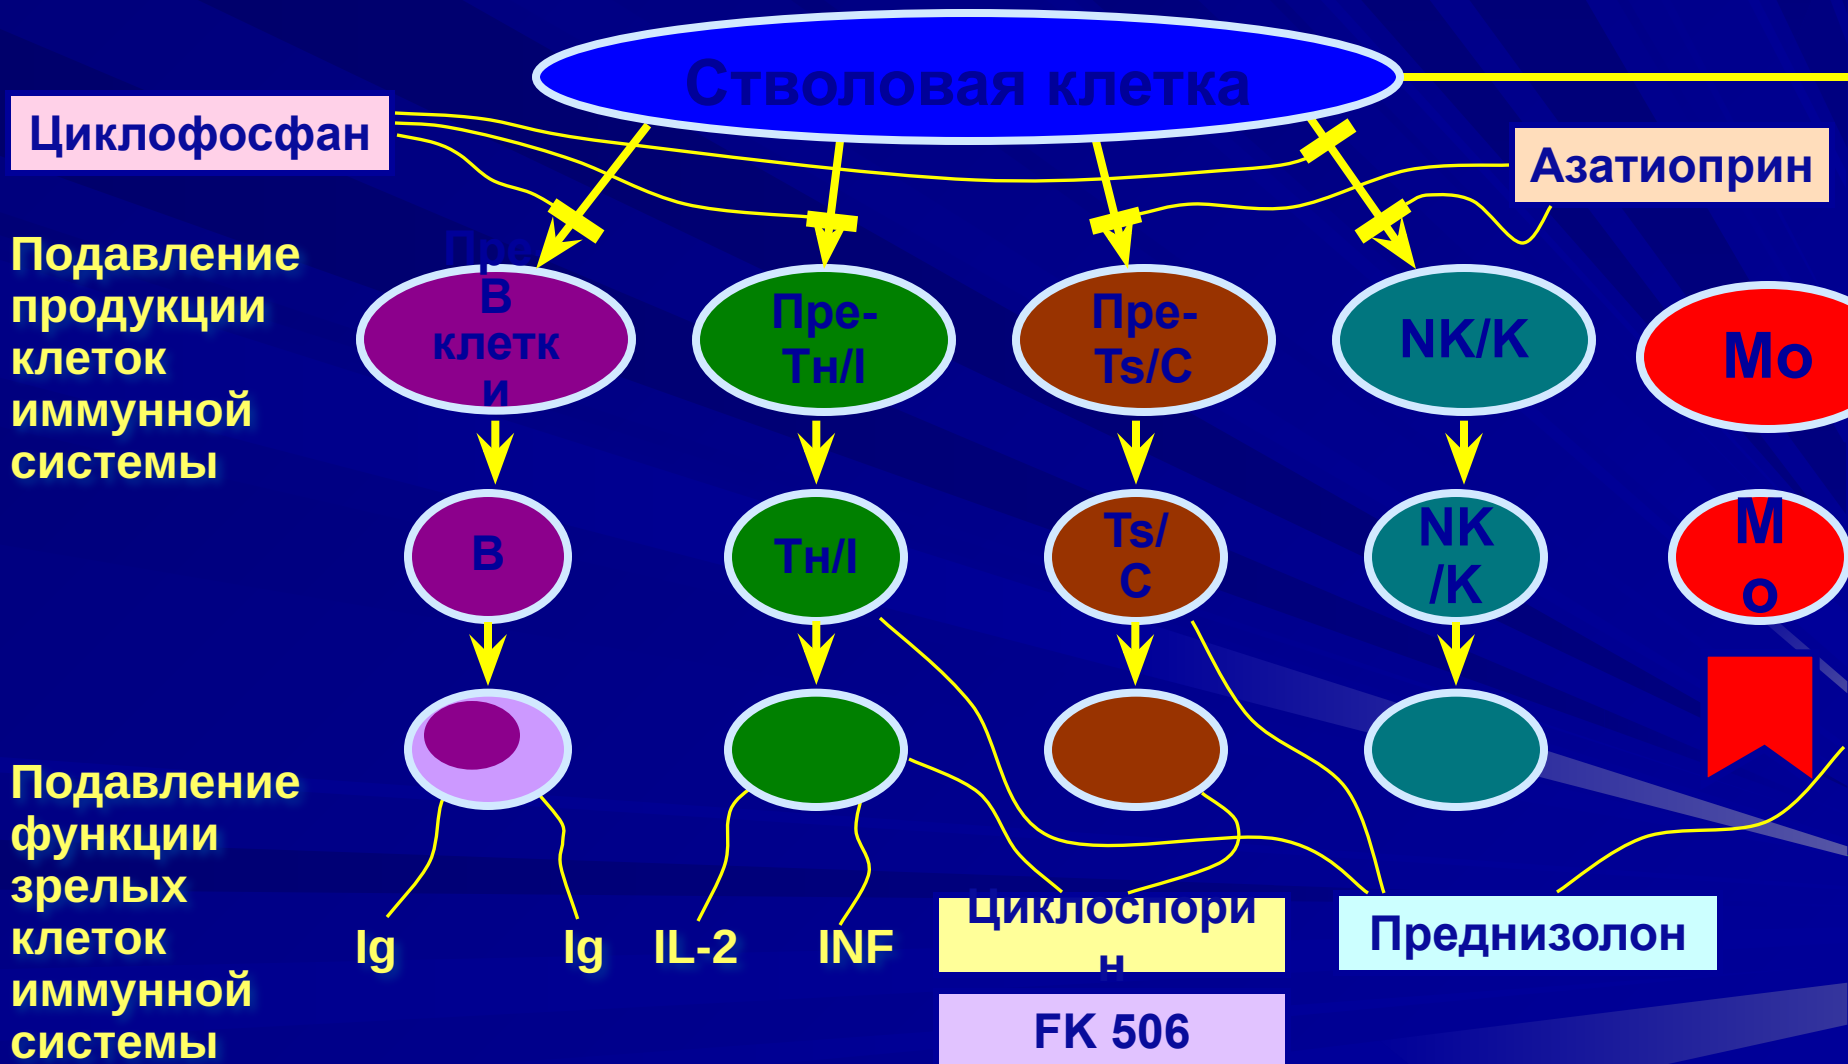 Стволовая клетка
Циклофосфан
Азатиоприн
Подавление
продукции
клеток
иммунной
системы
Пре
В
клетк
и
Пре-
Тн/I
Пре-
Ts/C
NK/K
Мо
В
Тн/I
Ts/
C
NK
/K
М
о
Подавление
функции
зрелых
клеток
иммунной
системы
Ig
Ig
IL-2
INF
Циклоспори
н
Преднизолон
FK 506